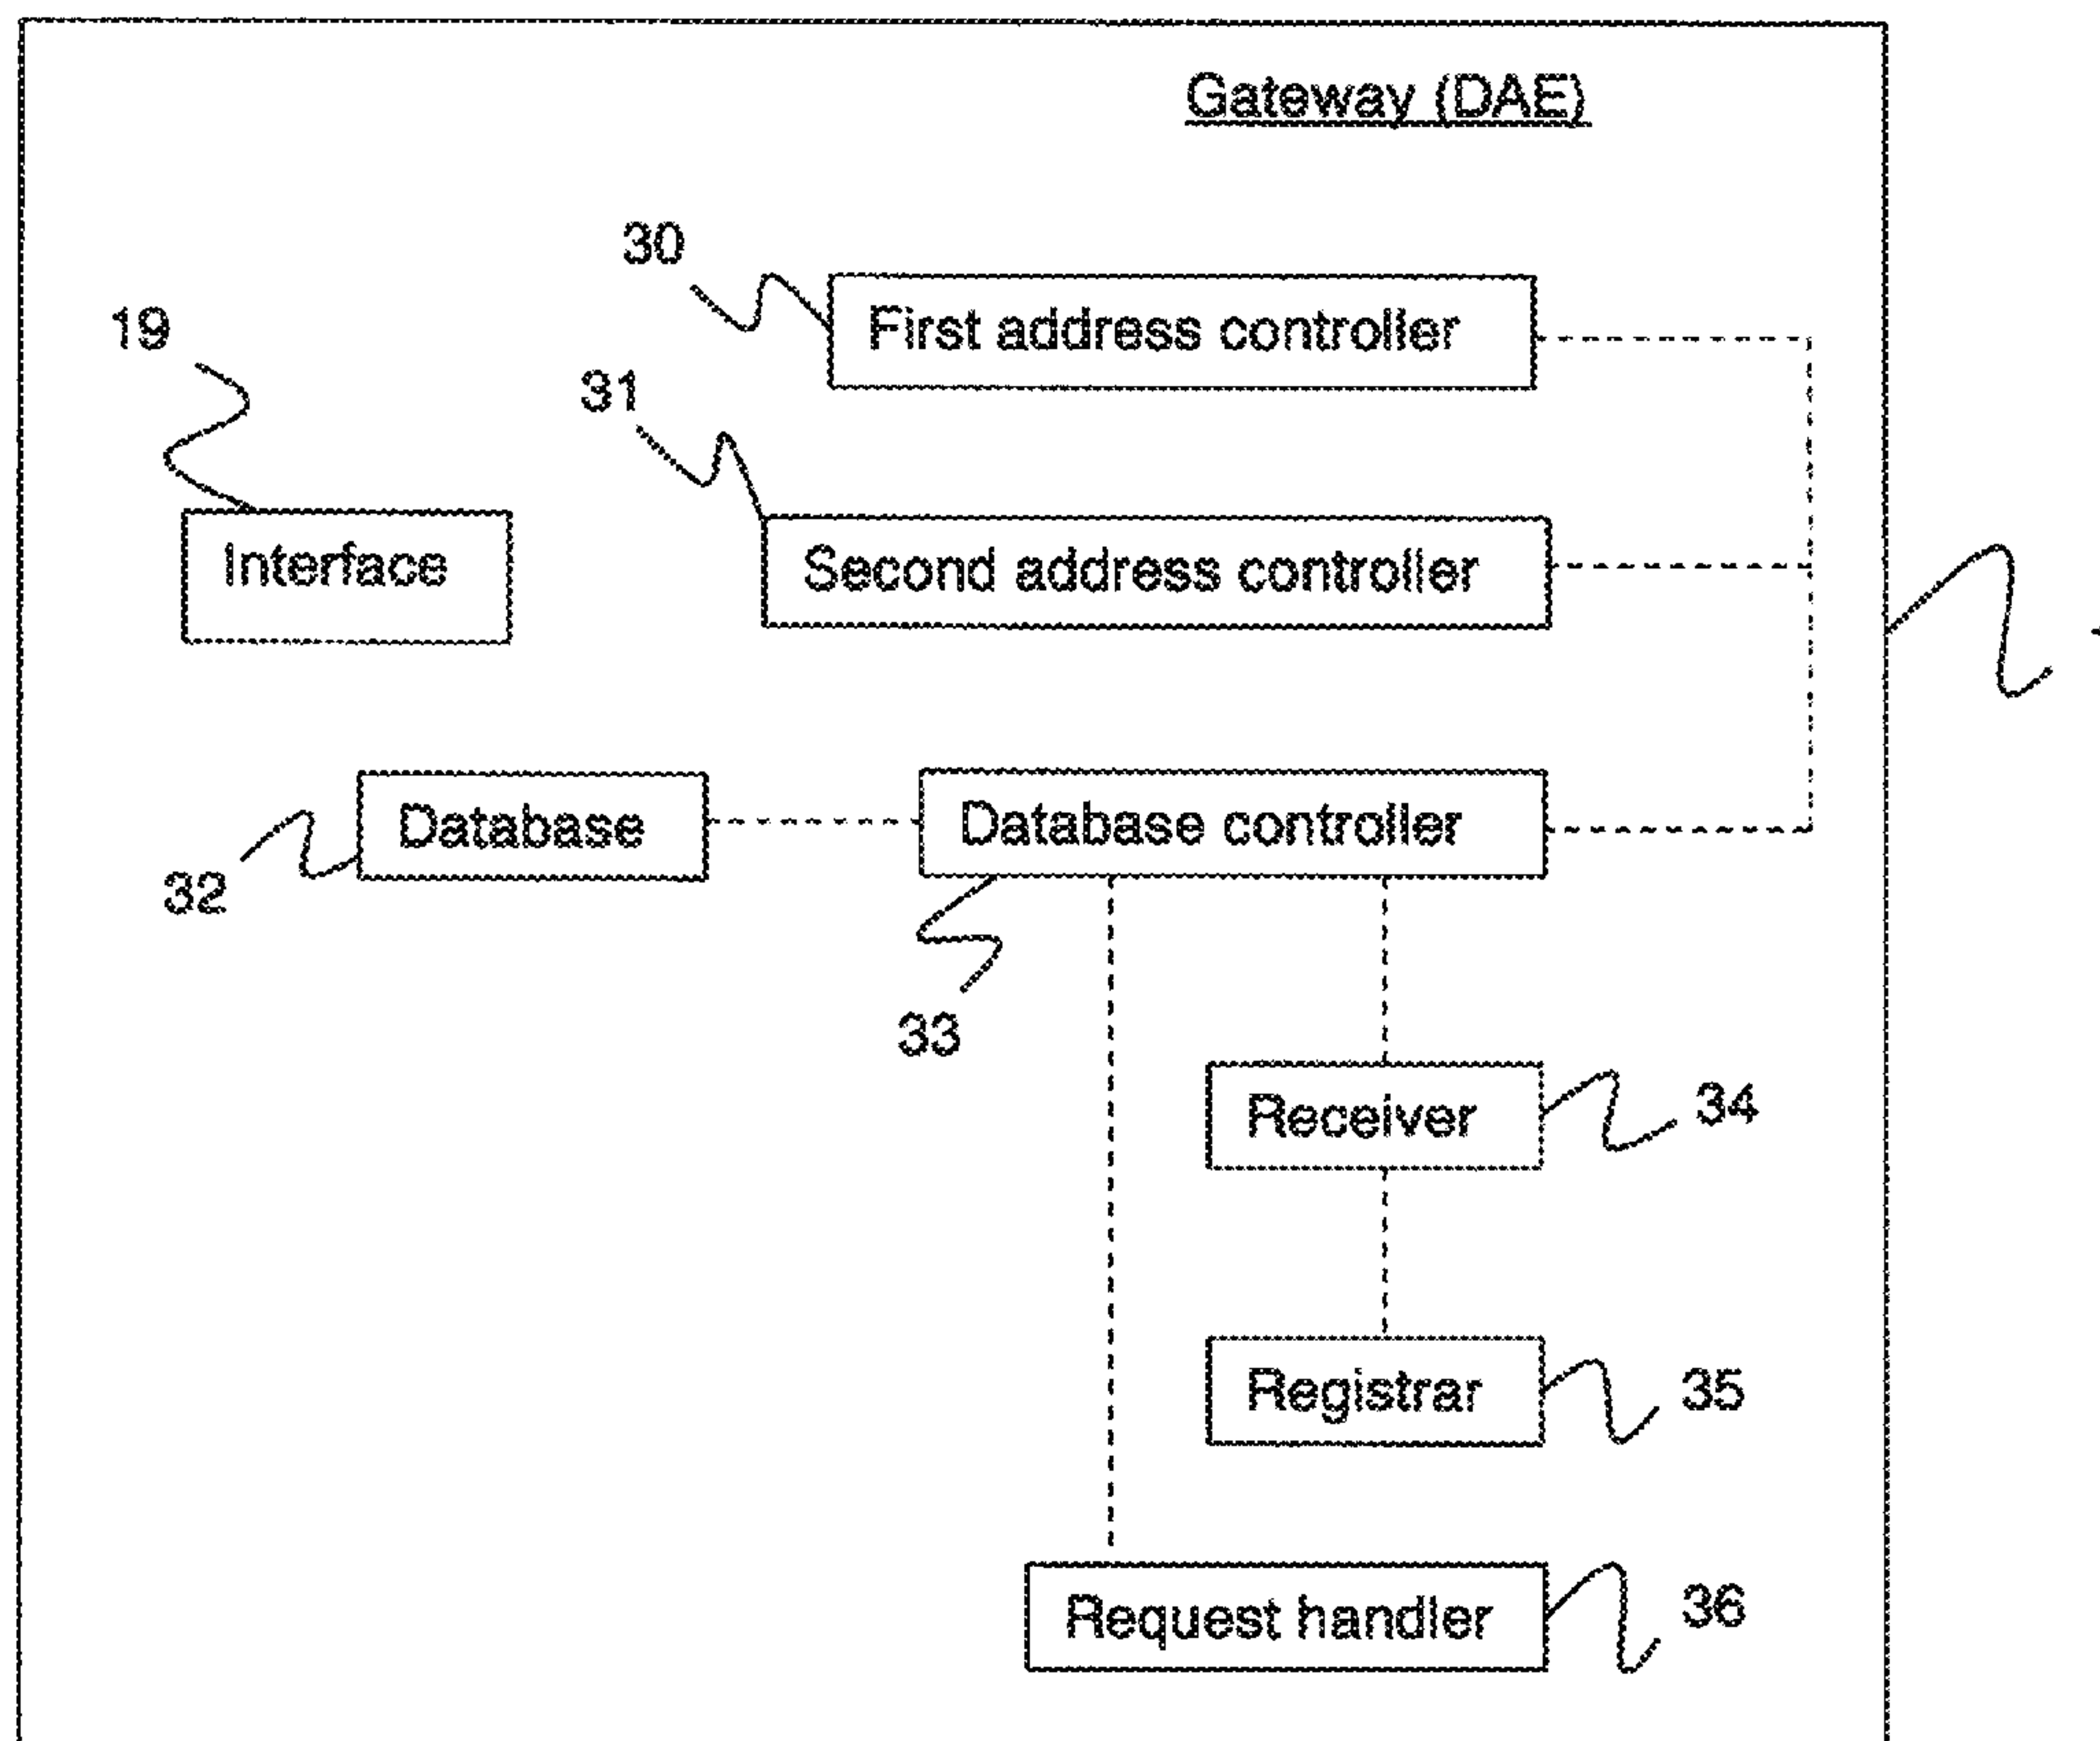 Gateway (DAE)
30
First address controller
19
31
Interface
Second address controller
Database
Database controller
32
33
Receiver
34
Registrar
35
Request handler
36